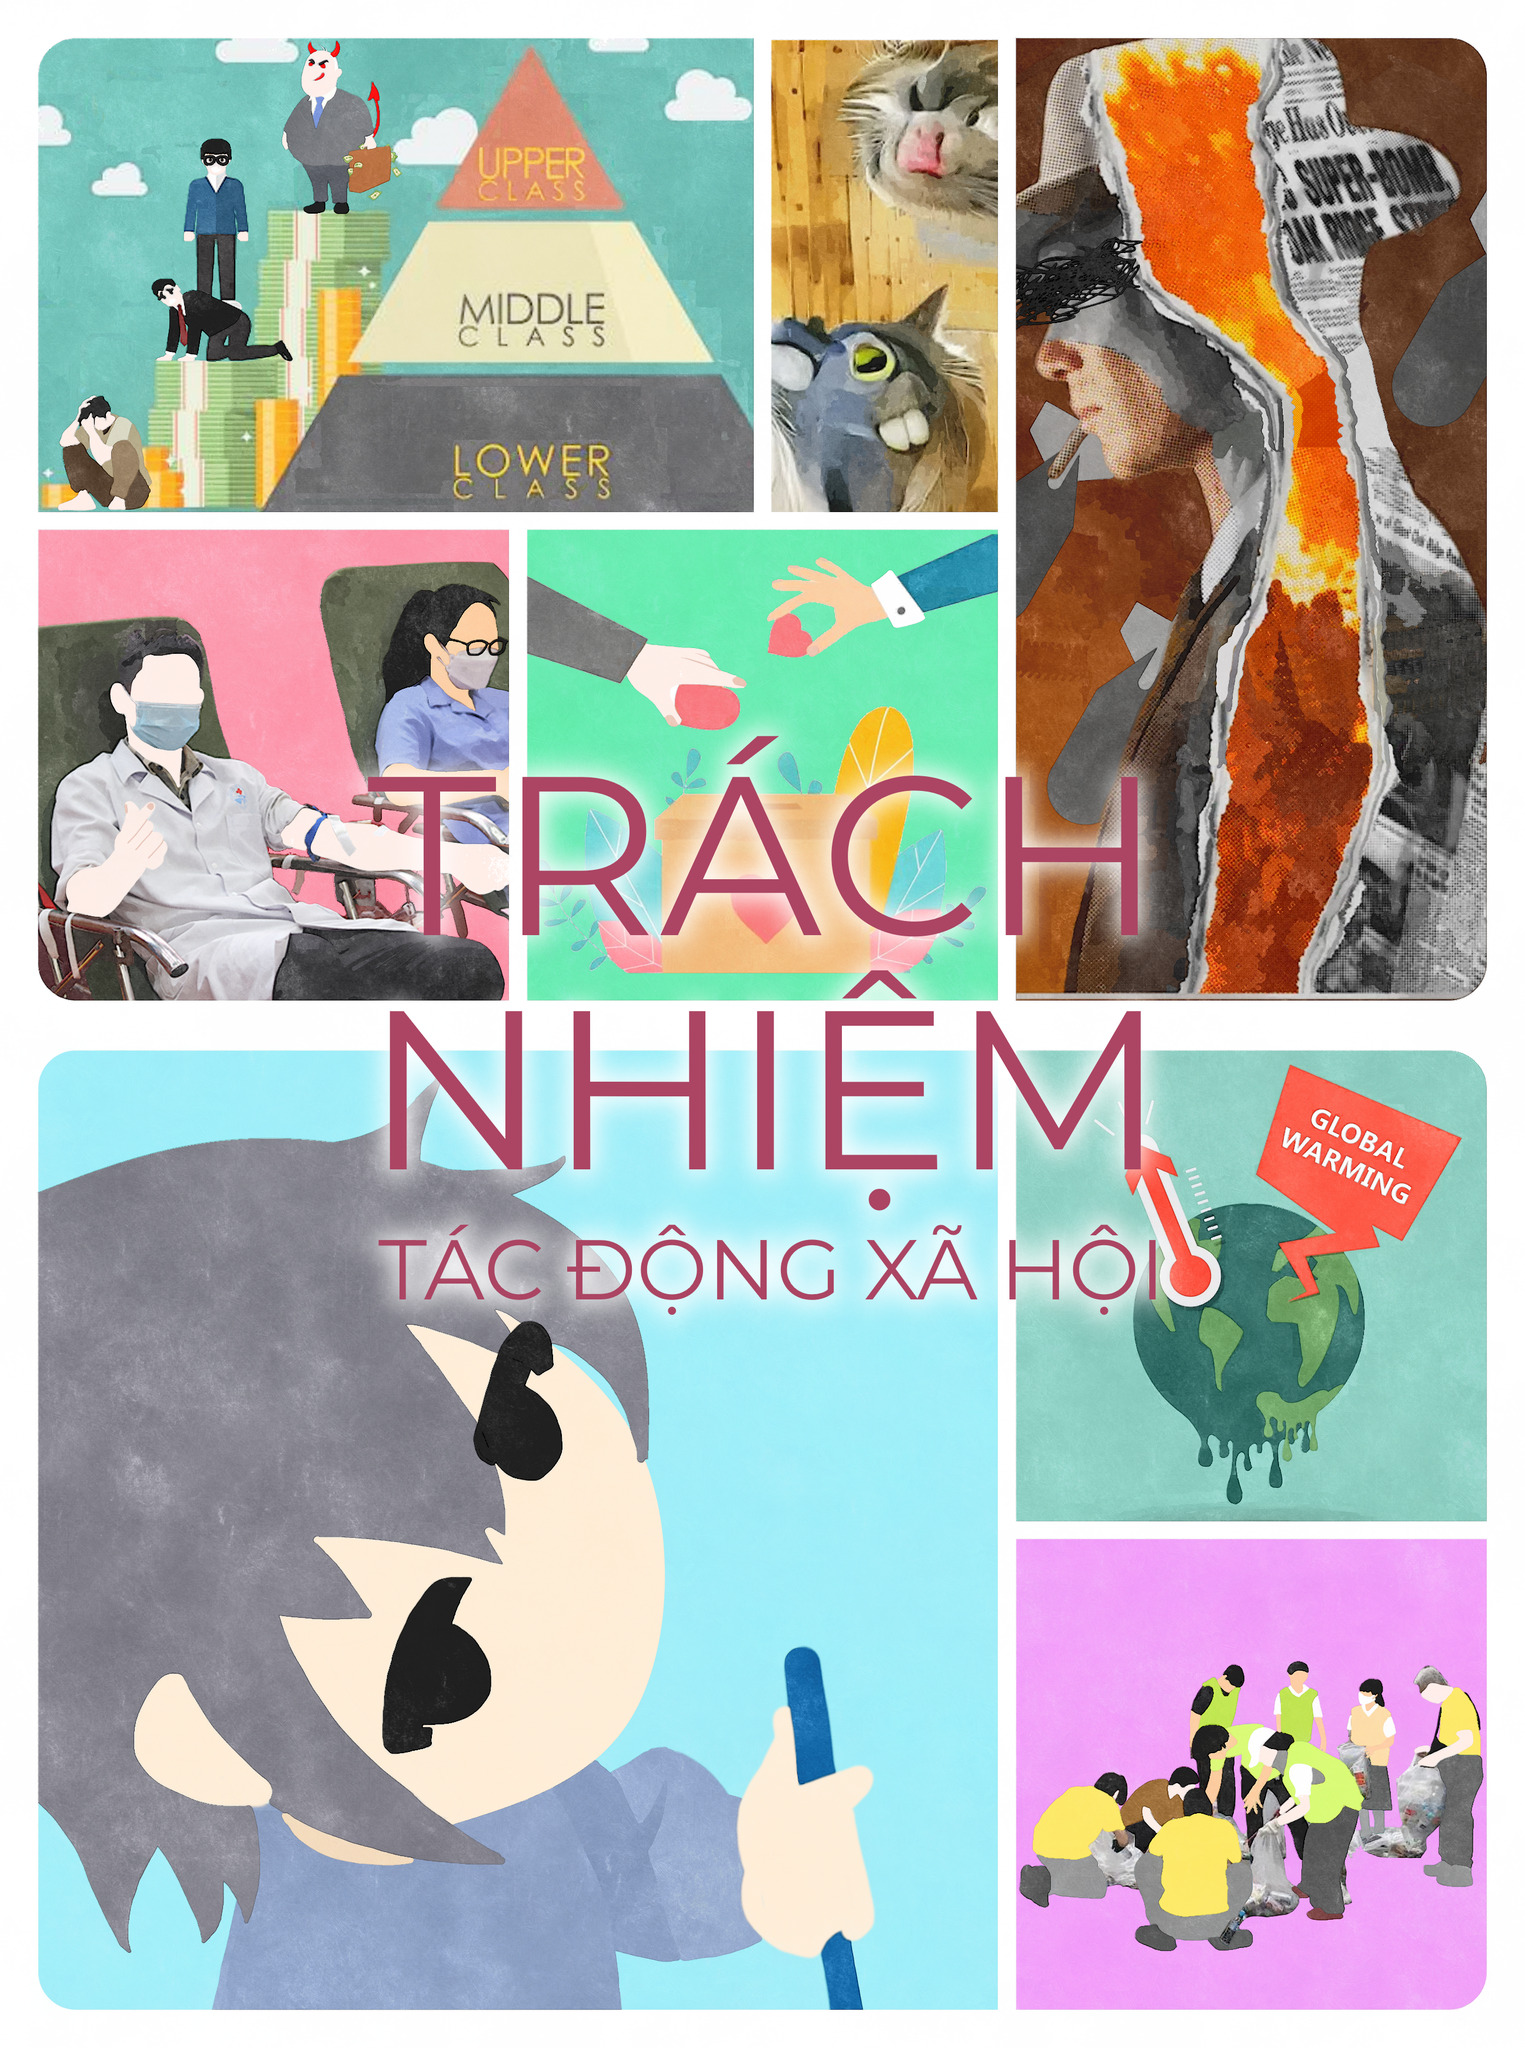 UPPER
CLASS
MIDDLE
CLASS
LOWER
CLASS
SUPER-BOMB
TRÁCH
NHIỆM
TÁC ĐỘNG XÃ HỘI
GLOBAL
WARMING